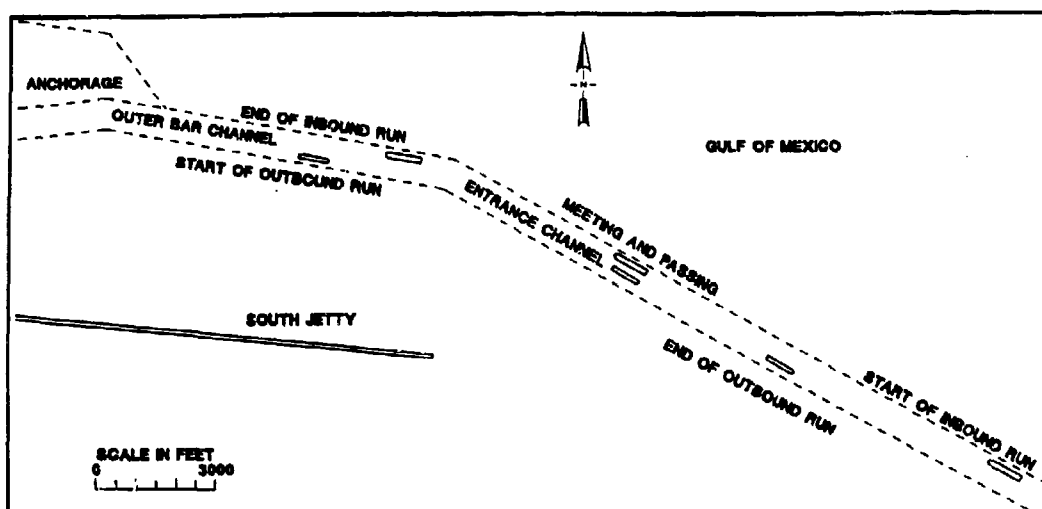 N
ANCHORAGE
END OF INBOUND RUN
OUTER BAR CHANNEL
GULF OF MEXICO
START OF OUTBOUND RUN
ENTRANCE CHANNEL
MEETING AND PASSING
SOUTH JETTY
END OF OUTBOUND RUN
START OF INBOUND RUN
SCALE IN FEET
0 3000